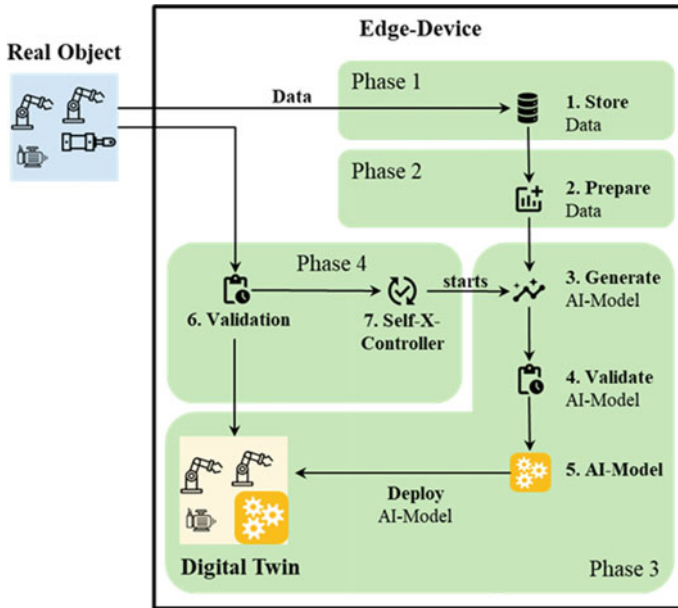 Edge-Device
Real Object
Phase 1
Data
1. Store
Data
Phase 2
2. Prepare
Data
Phase 4
starts
3. Generate
AI-Model
6. Validation
7. Self-X-
Controller
4. Validate
AI-Model
5. AI-Model
Deploy
AI-Model
Digital Twin
Phase 3